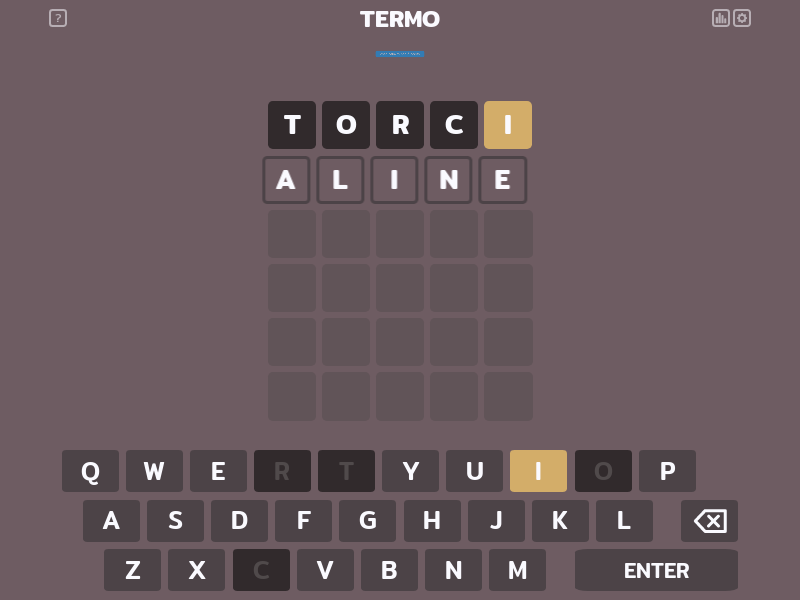 ?
TERMO
T O R C I
A L I N E
Q W E R T Y U I O P
A S D F G H J K L
Z X C V B N M ENTER